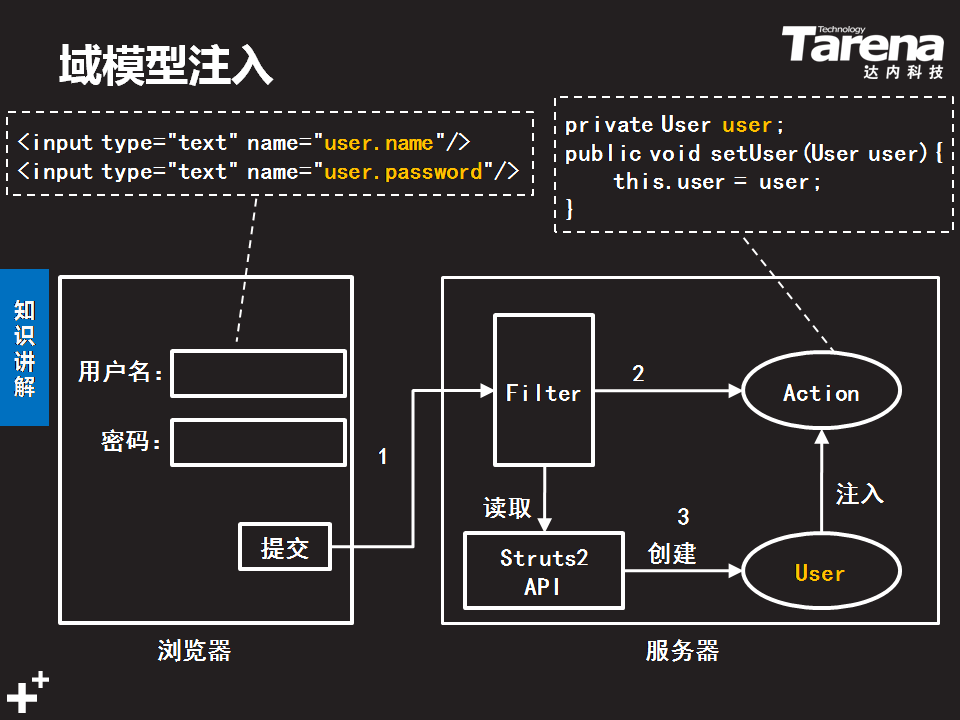 域模型注入
Technology
Tarena
达内科技
<input type="text" name="user.name"/>
<input type="text" name="user.password"/>
private User user;
public void setUser(User user){
this.user = user;
}
知识讲解
用户名：
密码：
提交
浏览器
1
Filter
2
Action
读取
Struts2
API
3
创建
注入
User
服务器